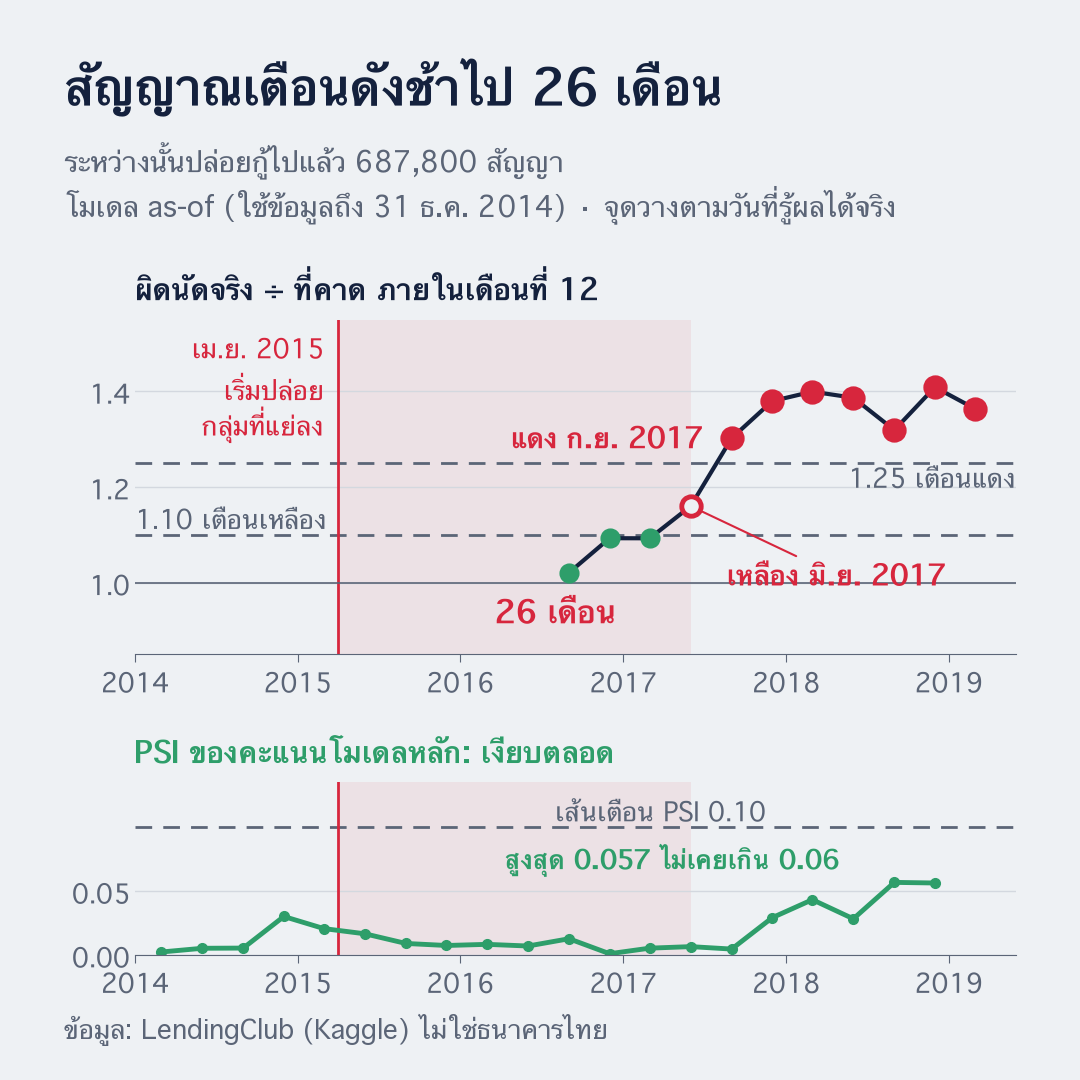 สัญญาณเตือนดังช้าไป 26 เดือน
ระหว่างนั้นปล่อยกู้ไปแล้ว 687,800 สัญญา
โมเดล as-of (ใช้ข้อมูลถึง 31 ธ.ค. 2014) · จุดวางตามวันที่รู้ผลได้จริง
ผิดนัดจริง ÷ ที่คาด ภายในเดือนที่ 12
เม.ย. 2015
เริ่มปล่อย
กลุ่มที่แย่ลง
1.4
แดง ก.ย. 2017
1.25 เตือนแดง
1.2
1.10 เตือนเหลือง
เหลือง มิ.ย. 2017
1.0
26 เดือน
2014 2015 2016 2017 2018 2019
PSI ของคะแนนโมเดลหลัก: เงียบตลอด
เส้นเตือน PSI 0.10
สูงสุด 0.057 ไม่เคยเกิน 0.06
0.05
0.00
2014 2015 2016 2017 2018 2019
ข้อมูล: LendingClub (Kaggle) ไม่ใช่ธนาคารไทย